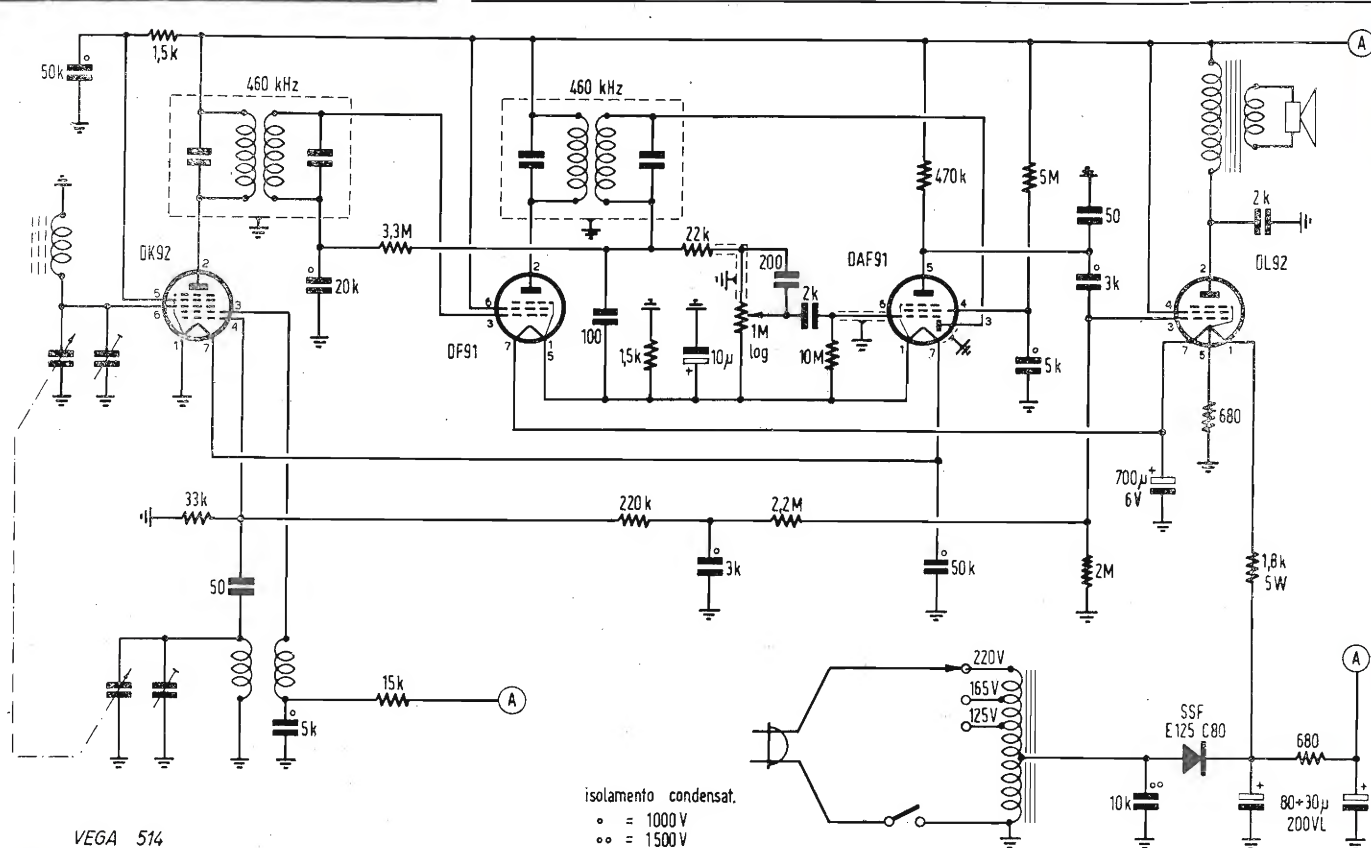 1,5k
A
50k
460 kHz
460 kHz
470k
5M
50
2k
3,3M
22k
DK92
200
DAF91
DL92
2
2
5
2
5
6
3
4
20k
6
3
2k
6
4
3
3k
4
1
7
DF91
7
1
5
100
1,5k
10µ
+
1M
log
10M
1
7
5k
7
5
1
680
700µ
6V
+
33k
220k
2,2M
50
3k
50k
2M
1,8k
5W
220V
165V
125V
A
15k
A
5k
SSF
E125 C80
680
10k
+
80+30µ
200VL
+
isolamento condensat.
° = 1000 V
°° = 1500 V
VEGA 514